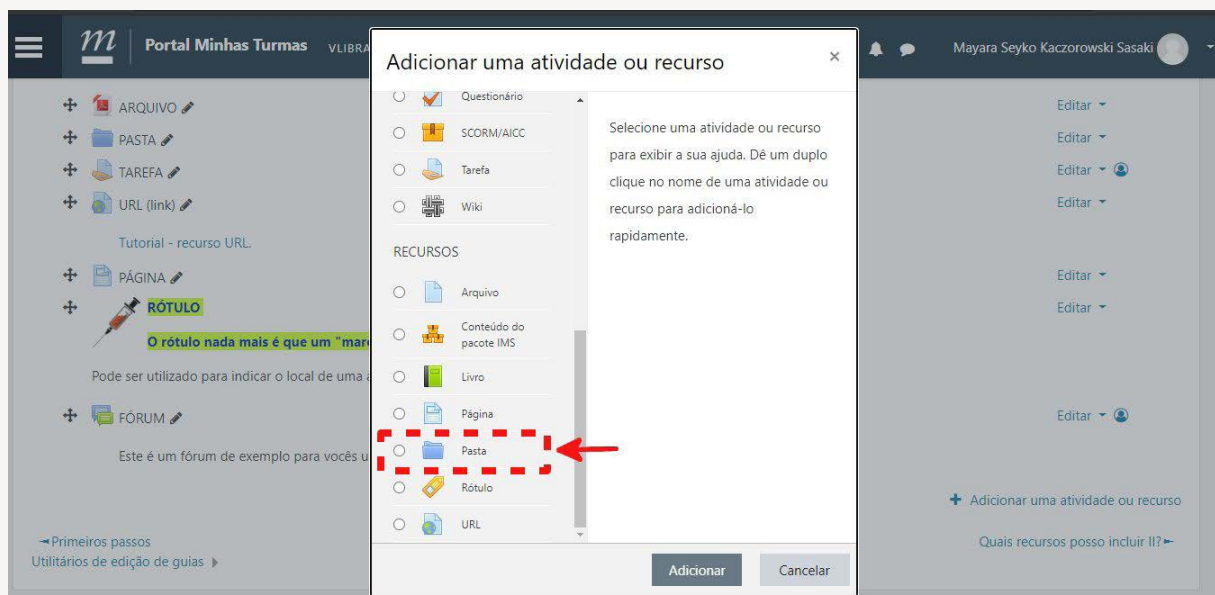 m Portal Minhas Turmas VLIBRA
Mayara Seyko Kaczorowski Sasaki
Adicionar uma atividade ou recurso ×
Questionário
SCORM/AICC
Tarefa
Wiki
RECURSOS
Arquivo
Conteúdo do
pacote IMS
Livro
Página
Pasta
Rótulo
URL
Selecione uma atividade ou recurso
para exibir a sua ajuda. Dê um duplo
clique no nome de uma atividade ou
recurso para adicioná-lo
rapidamente.
Adicionar Cancelar
ARQUIVO Editar
PASTA Editar
TAREFA Editar
URL (link) Editar
Tutorial - recurso URL.
PÁGINA Editar
RÓTULO Editar
O rótulo nada mais é que um "mar
Pode ser utilizado para indicar o local de uma
FÓRUM Editar
Este é um fórum de exemplo para vocês u
+ Adicionar uma atividade ou recurso
◄Primeiros passos
Quais recursos posso incluir II?►
Utilitários de edição de guias